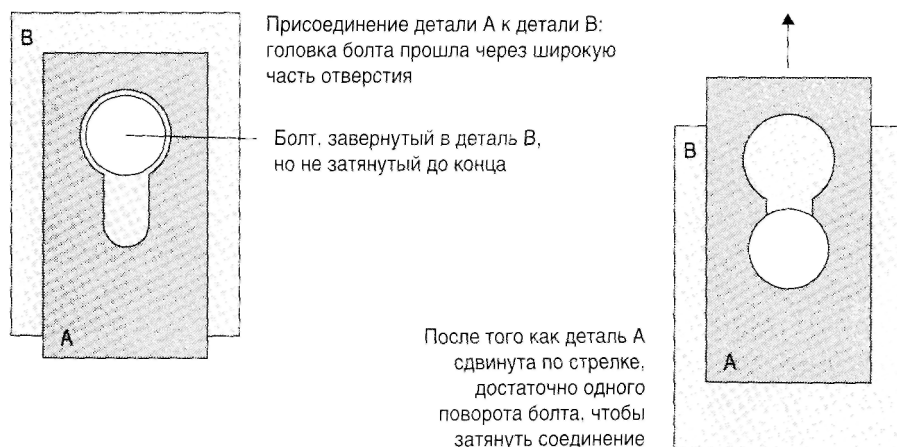 B
Присоединение детали А к детали В:
головка болта прошла через широкую
часть отверстия
Болт, завернутый в деталь В,
но не затянутый до конца
A
B
После того как деталь А
сдвинута по стрелке,
достаточно одного
поворота болта, чтобы
затянуть соединение
A